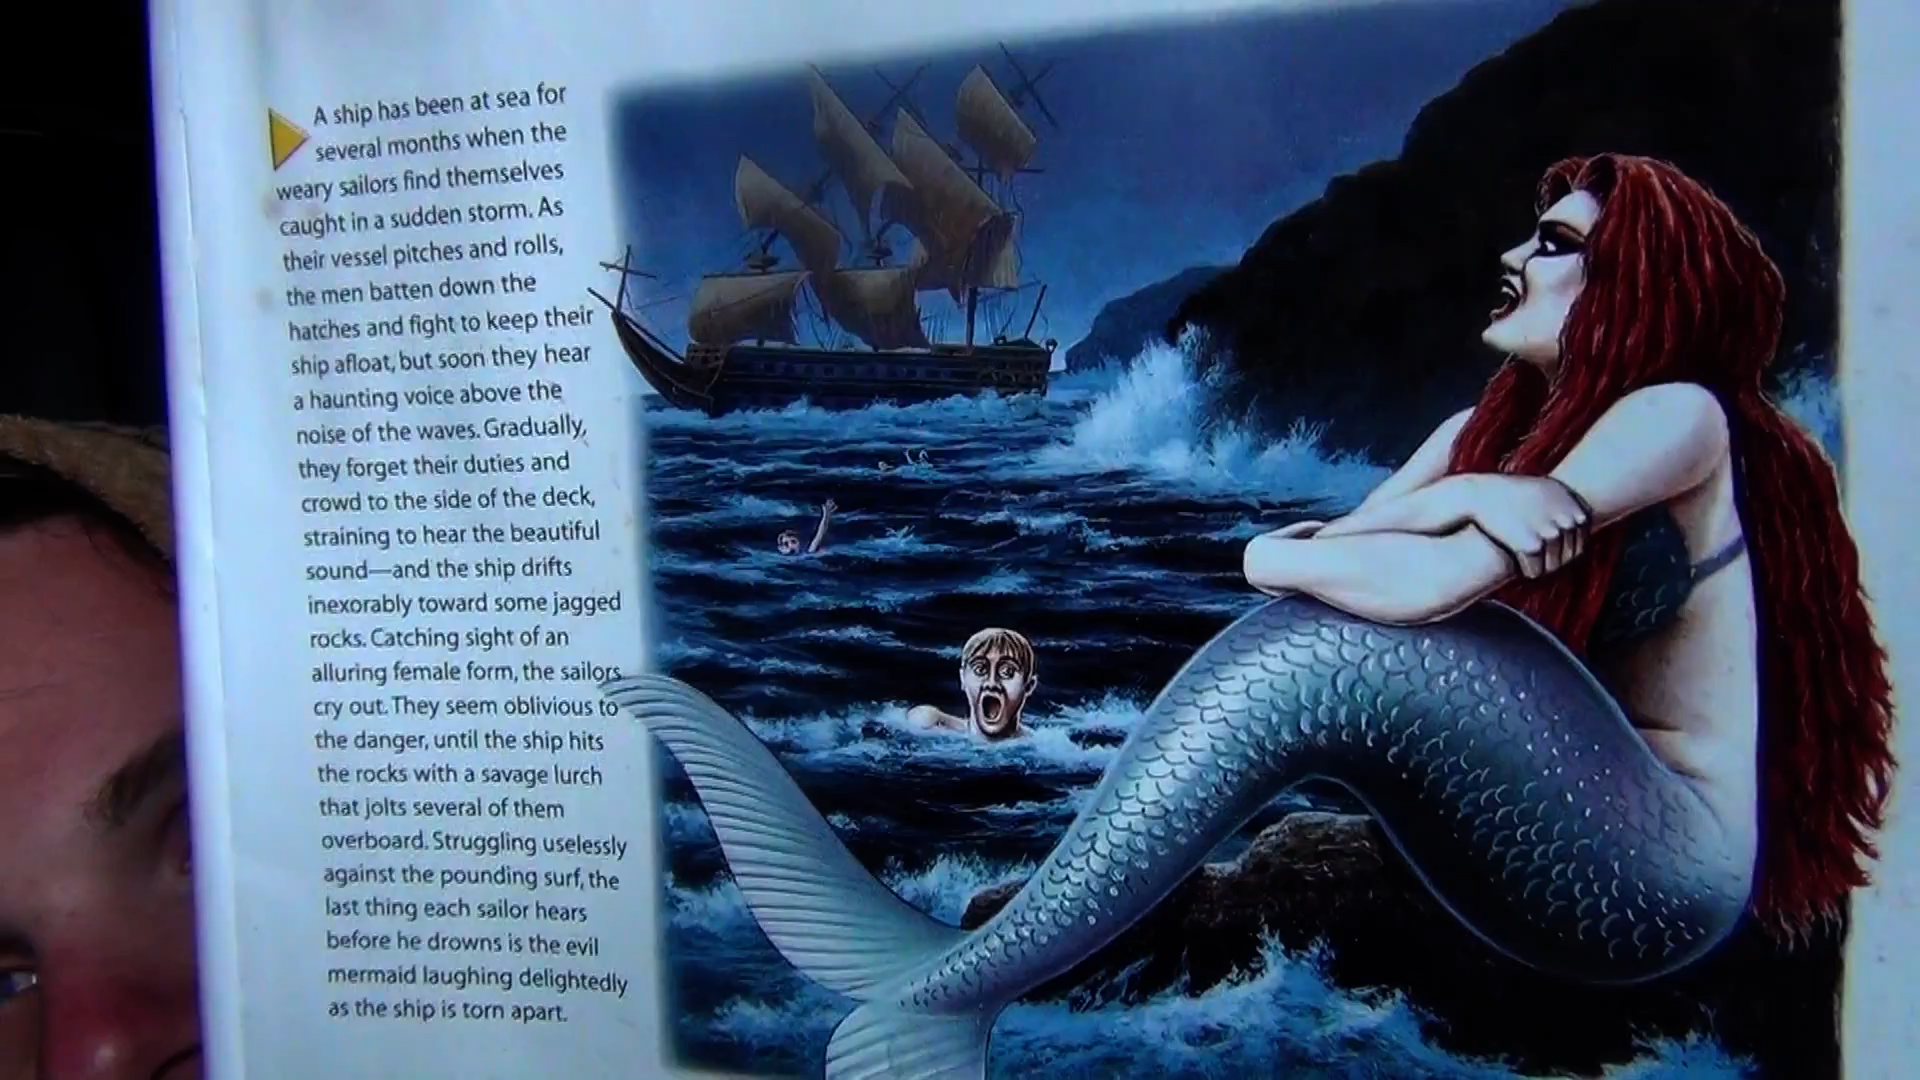 A ship has been at sea for
several months when the
weary sailors find themselves
caught in a sudden storm. As
their vessel pitches and rolls,
the men batten down the
hatches and fight to keep their
ship afloat, but soon they hear
a haunting voice above the
noise of the waves. Gradually,
they forget their duties and
crowd to the side of the deck,
straining to hear the beautiful
sound—and the ship drifts
inexorably toward some jagged
rocks. Catching sight of an
alluring female form, the sailors
cry out. They seem oblivious to
the danger, until the ship hits
the rocks with a savage lurch
that jolts several of them
overboard. Struggling uselessly
against the pounding surf, the
last thing each sailor hears
before he drowns is the evil
mermaid laughing delightedly
as the ship is torn apart.